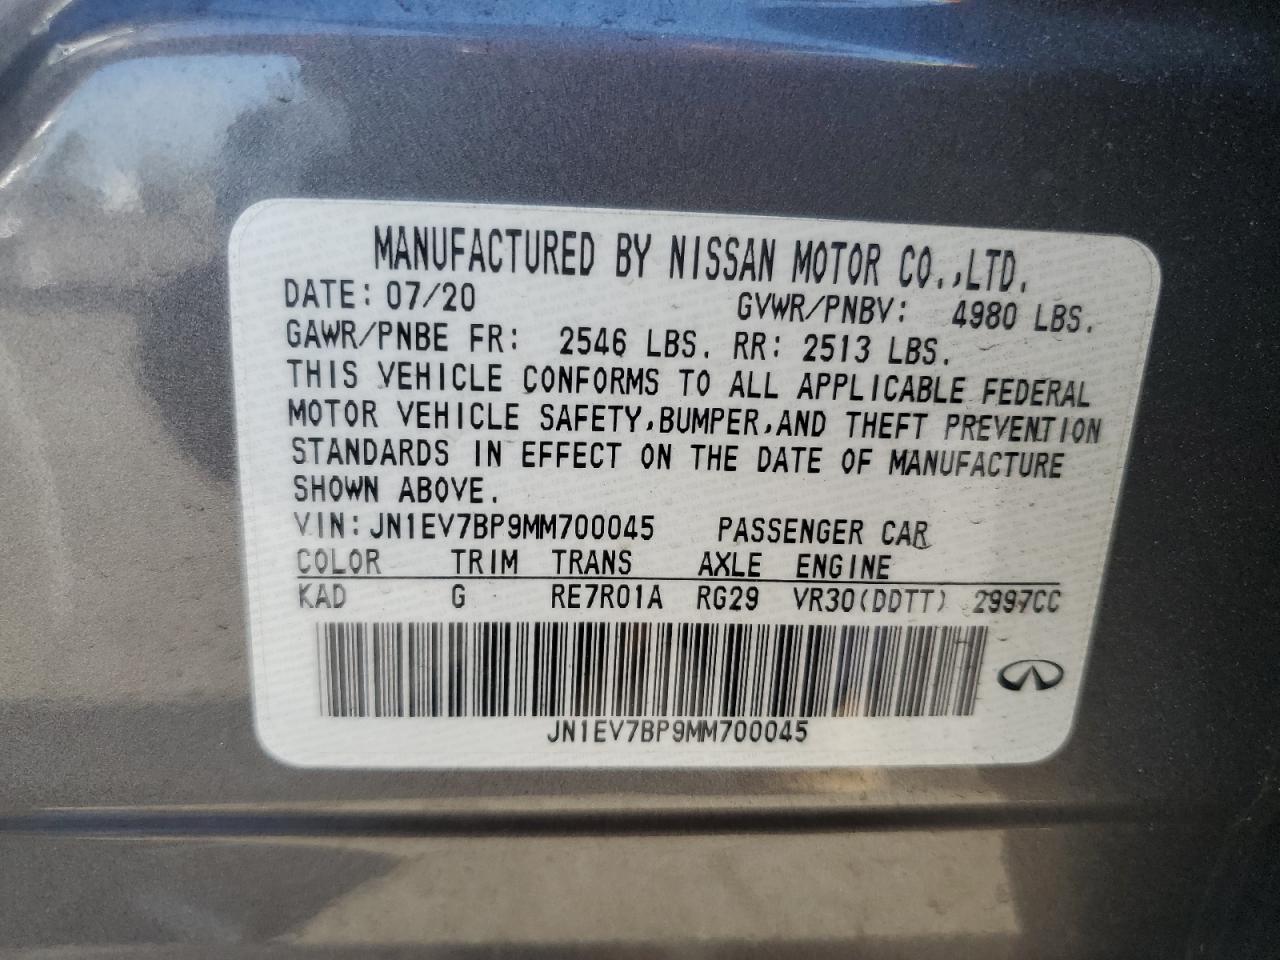 MANUFACTURED BY NISSAN MOTOR CO.,LTD.
DATE: 07/20 GVWR/PNBV: 4980 LBS.
GAWR/PNBE FR: 2546 LBS. RR: 2513 LBS.
THIS VEHICLE CONFORMS TO ALL APPLICABLE FEDERAL
MOTOR VEHICLE SAFETY,BUMPER,AND THEFT PREVENTION
STANDARDS IN EFFECT ON THE DATE OF MANUFACTURE
SHOWN ABOVE.
VIN: JN1EV7BP9MM700045 PASSENGER CAR
COLOR TRIM TRANS AXLE ENGINE
KAD G RE7R01A RG29 VR30(DDTT) 2997CC
JN1EV7BP9MM700045